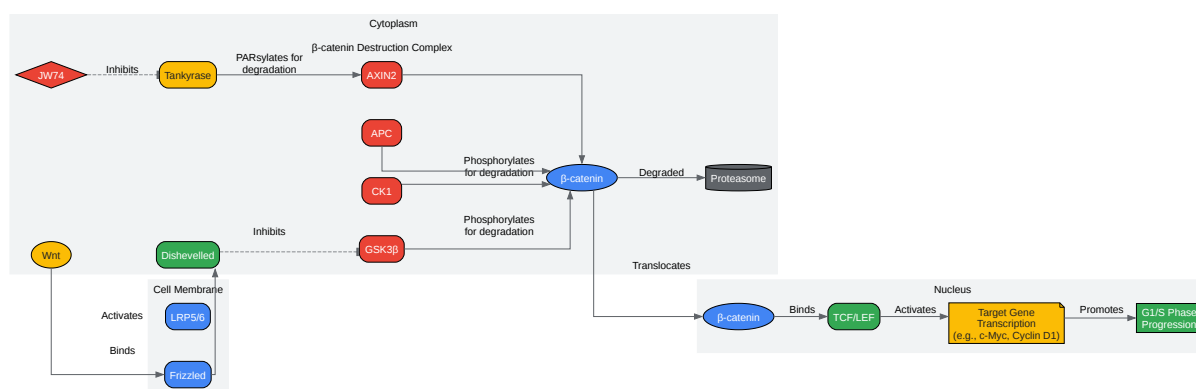 Cytoplasm
β-catenin Destruction Complex
JW74
Inhibits
Tankyrase
PARsylates for
degradation
AXIN2
APC
Phosphorylates
for degradation
CK1
β-catenin
Degraded
Proteasome
Phosphorylates
for degradation
Wnt
Dishevelled
Inhibits
GSK3β
Translocates
Cell Membrane
LRP5/6
Activates
Binds
Frizzled
Nucleus
β-catenin
Binds
TCF/LEF
Activates
Target Gene
Transcription
(e.g., c-Myc, Cyclin D1)
Promotes
G1/S Phase
Progression